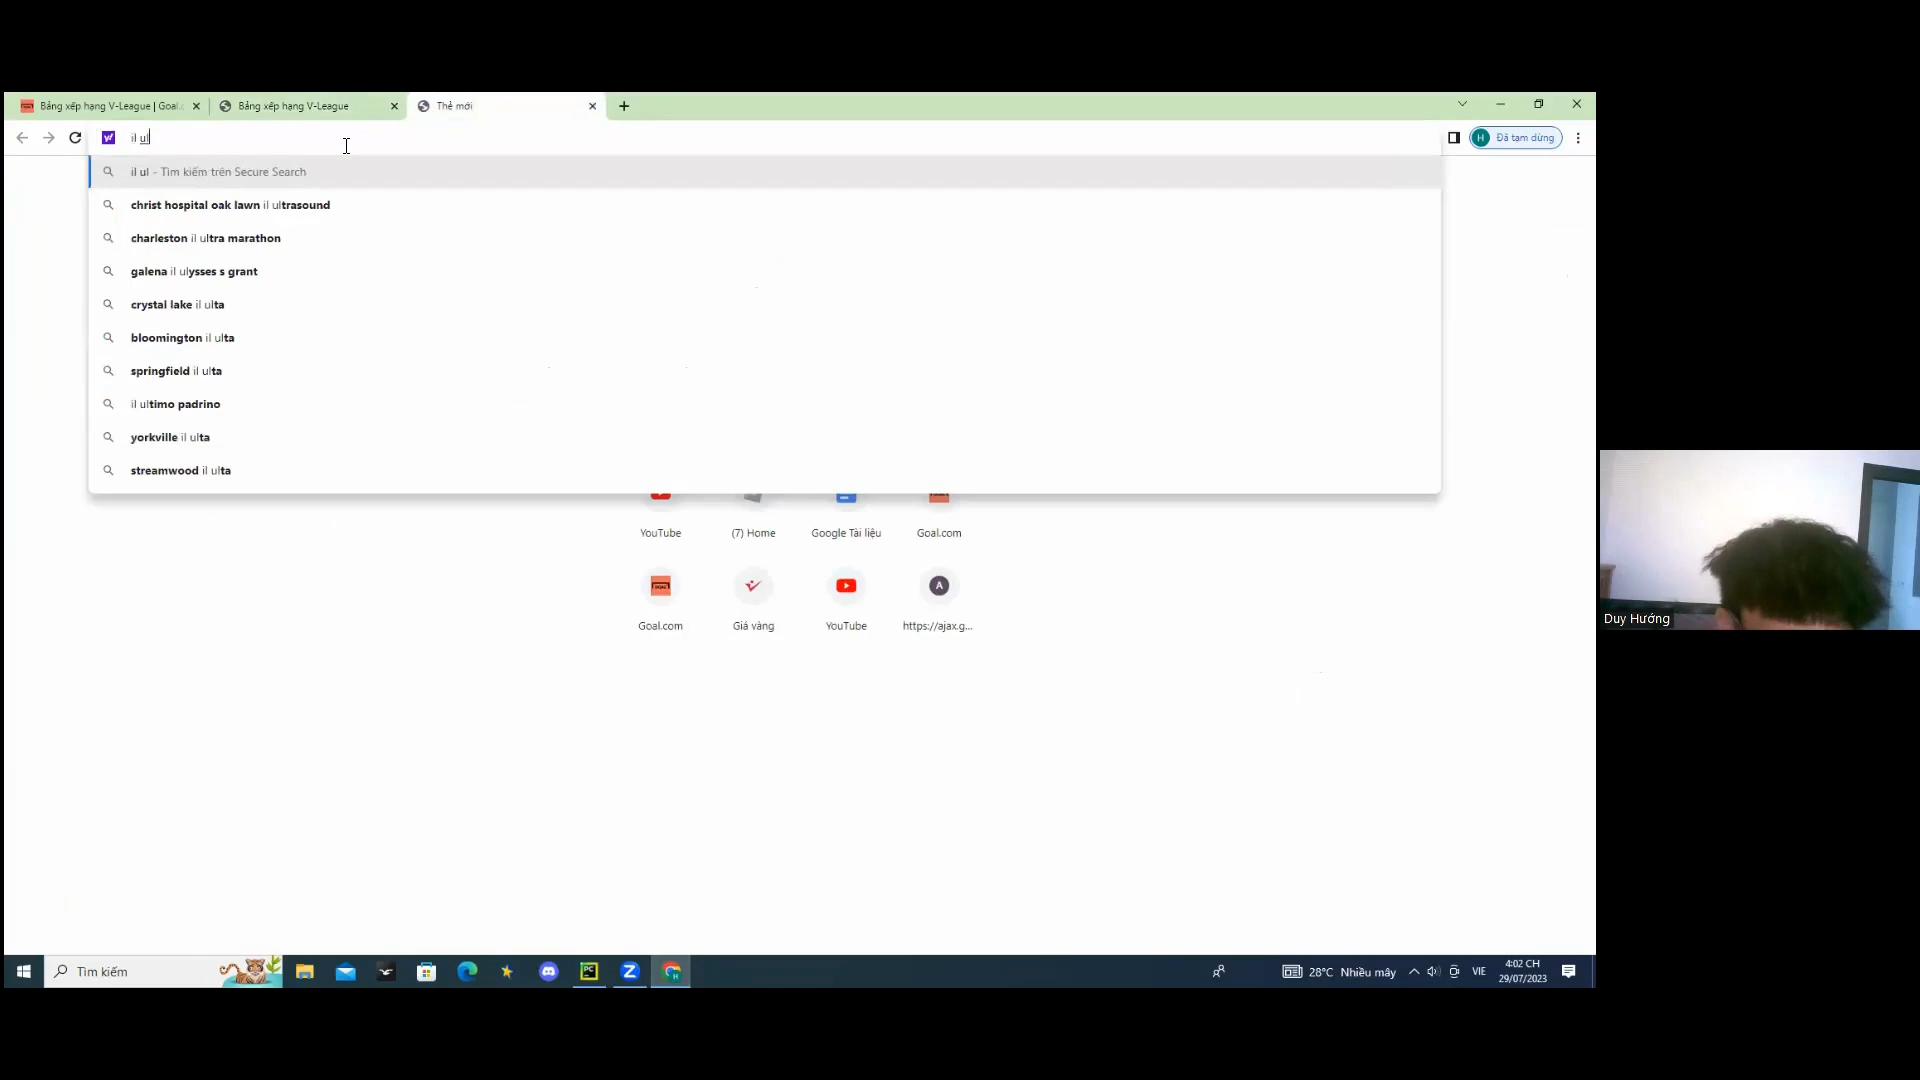 Bảng xếp hạng V-League | Goal.c
Bảng xếp hạng V-League
Thẻ mới
il ul
Đã tạm dừng
il ul - Tìm kiếm trên Secure Search
christ hospital oak lawn il ultrasound
charleston il ultra marathon
galena il ulysses s grant
crystal lake il ulta
bloomington il ulta
springfield il ulta
il ultimo padrino
yorkville il ulta
streamwood il ulta
YouTube
(7) Home
Google Tài liệu
Goal.com
A
Goal.com
Giá vàng
YouTube
https://ajax.g...
Duy Hướng
Tìm kiếm
28°C Nhiều mây
VIE
4:02 CH
29/07/2023